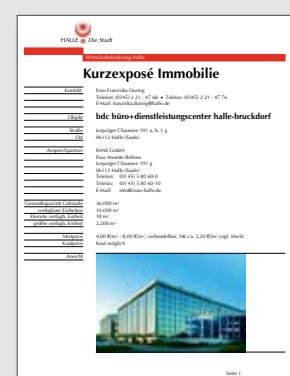 HALLE Die Stadt
Wirtschaftsförderung Halle
Kurzexposé Immobilie
Kontakt Frau Franziska During
Telefon: (0345) 2 21 - 47 68 • Telefax: (0345) 2 21 - 47 76
E-Mail: franziska.during@halle.de
Objekt bdc büro+dienstleistungscenter halle-bruckdorf
Straße Leipziger Chaussee 191 a, b, f, g
Ort 06112 Halle (Saale)
Ansprechpartner IMAS GmbH
Frau Annette Böhme
Leipziger Chaussee 191 g
06112 Halle (Saale)
Telefon: (03 45) 5 80 60-0
Telefax: (03 45) 5 80 60-10
E-Mail: info@imas-halle.de
Gesamtkapazität Gebäude 36.000 m²
verfügbare Einheiten 10.000 m²
kleinste verfügb. Einheit 18 m²
größte verfügb. Einheit 2.200 m²
Mietpreis 4,00 €/m² - 8,00 €/m², verhandelbar, NK ca. 2,20 €/m² zzgl. MwSt.
Kaufpreis Kauf möglich
Ansicht
Seite 1